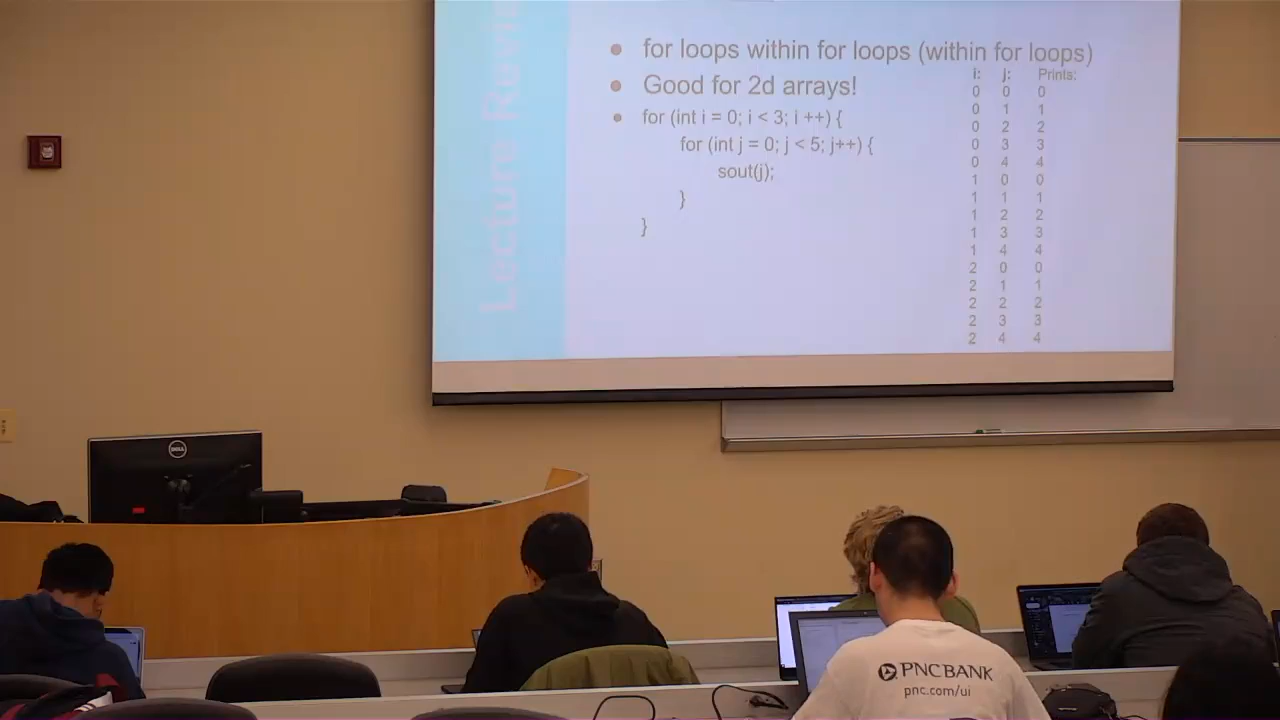 Lecture Revi
for loops within for loops (within for loops)
Good for 2d arrays!
for (int i = 0; i < 3; i ++) {
for (int j = 0; j < 5; j++) {
sout(j);
}
}
i: j: Prints:
0 0 0
0 1 1
0 2 2
0 3 3
0 4 4
1 0 0
1 1 1
1 2 2
1 3 3
1 4 4
2 0 0
2 1 1
2 2 2
2 3 3
2 4 4
DELL
PNCBANK
pnc.com/ui